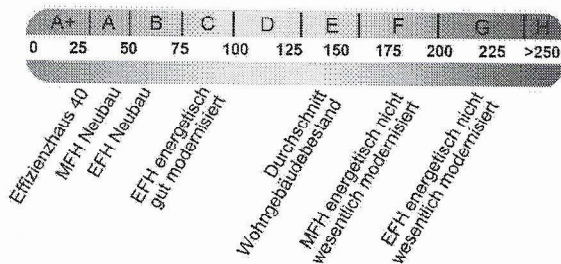 A+ A B C D E F G H
0 25 50 75 100 125 150 175 200 225 >250
Effizienzhaus 40
MFH Neubau
EFH Neubau
EFH energetisch
gut modernisiert
Durchschnitt
Wohngebäudebestand
MFH energetisch nicht
wesentlich modernisiert
EFH energetisch nicht
wesentlich modernisiert